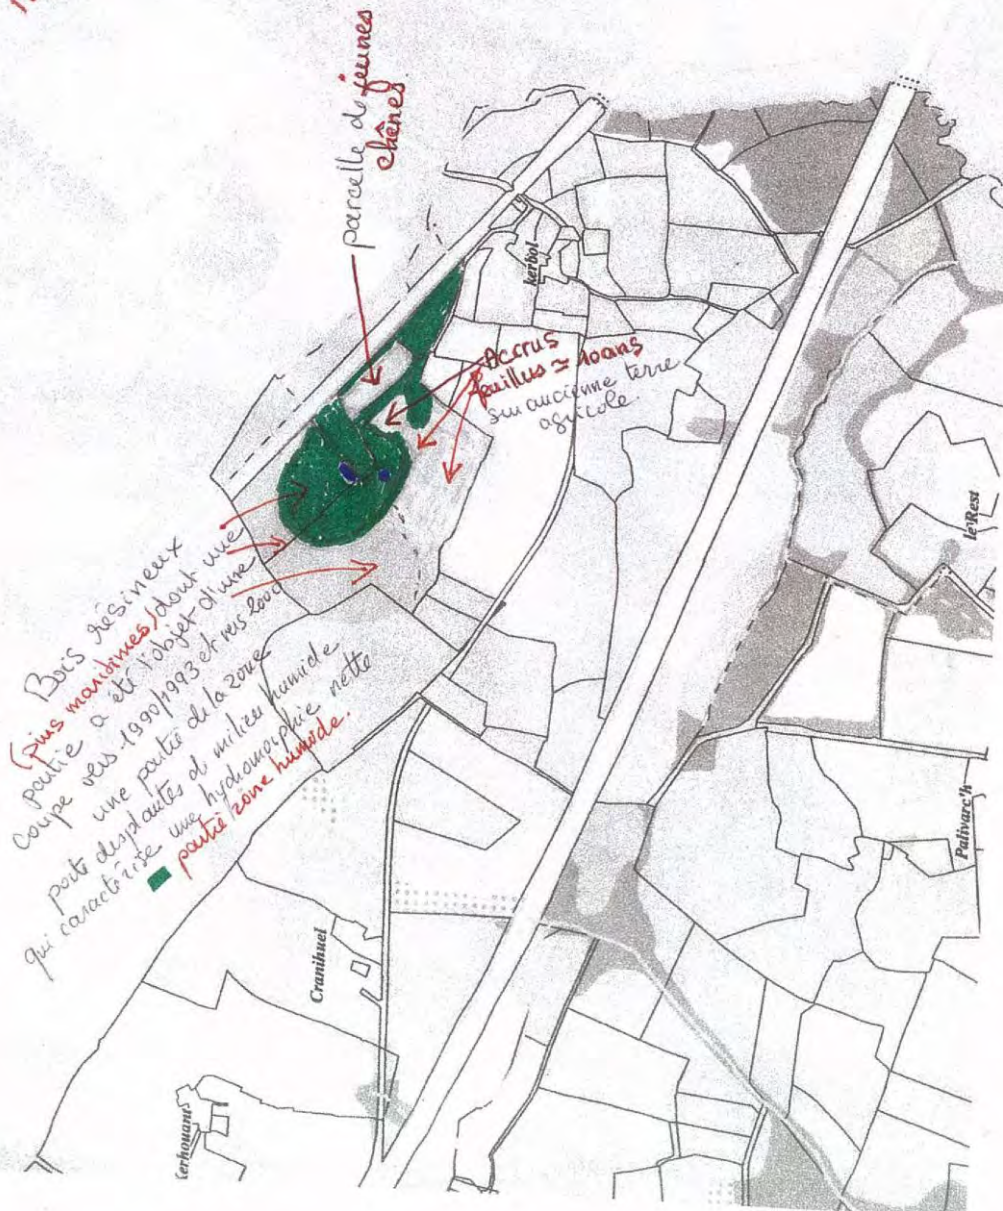 parcelle de jeunes
chênes.
kerbol
Accrus
feuillus ≃ 10 ans
sur ancienne terre
agricole.
Bois résineux
(pins maritimes) dont une
partie a été l'objet d'une
coupe vers 1990/1993 et vers 2000
une partie de la zone
porte des plantes de milieu humide
qui caractérise une hydromorphie nette
partie zone humide.
le Rest
Palivarc'h
Cranihuel
Kerhouant